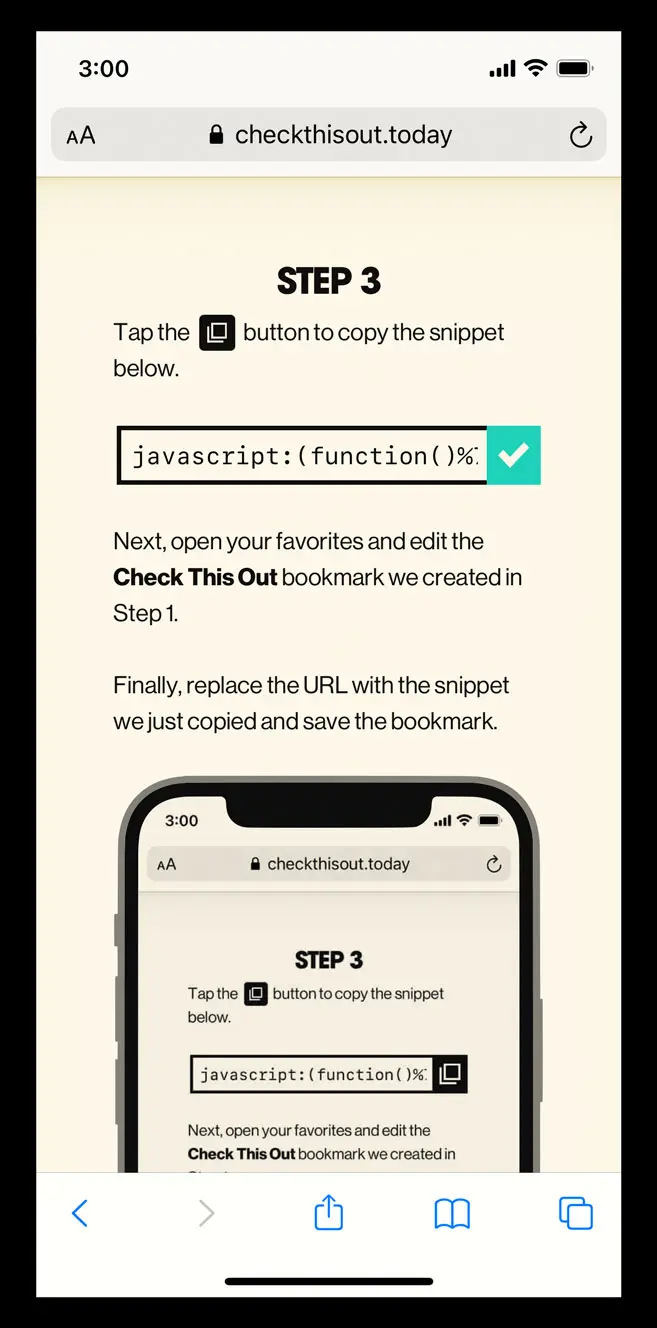 3:00
AA checkthisout.today
STEP 3
Tap the button to copy the snippet
below.
javascript:(function()%
Next, open your favorites and edit the
Check This Out bookmark we created in
Step 1.
Finally, replace the URL with the snippet
we just copied and save the bookmark.
3:00
AA checkthisout.today
STEP 3
Tap the button to copy the snippet
below.
javascript:(function()%
Next, open your favorites and edit the
Check This Out bookmark we created in